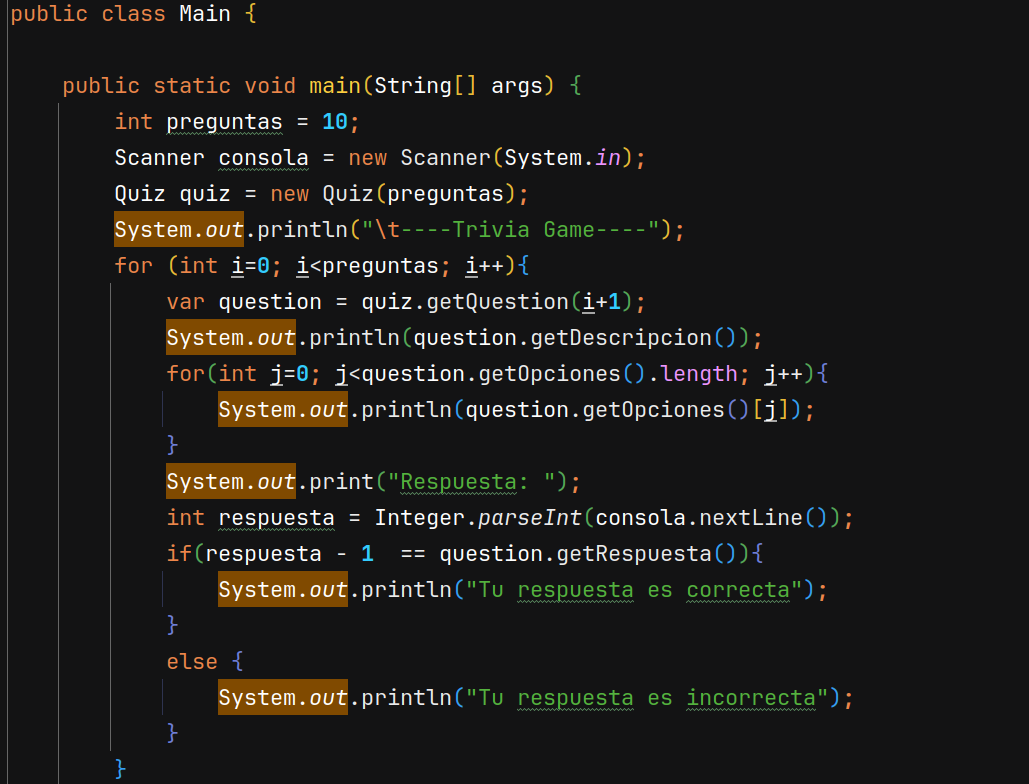 public class Main {
    public static void main(String[] args) {
        int preguntas = 10;
        Scanner consola = new Scanner(System.in);
        Quiz quiz = new Quiz(preguntas);
        System.out.println("\t----Trivia Game----");
        for (int i=0; i<preguntas; i++){
            var question = quiz.getQuestion(i+1);
            System.out.println(question.getDescripcion());
            for(int j=0; j<question.getOpciones().length; j++){
                System.out.println(question.getOpciones()[j]);
            }
            System.out.print("Respuesta: ");
            int respuesta = Integer.parseInt(consola.nextLine());
            if(respuesta - 1  == question.getRespuesta()){
                System.out.println("Tu respuesta es correcta");
            }
            else {
                System.out.println("Tu respuesta es incorrecta");
            }
        }